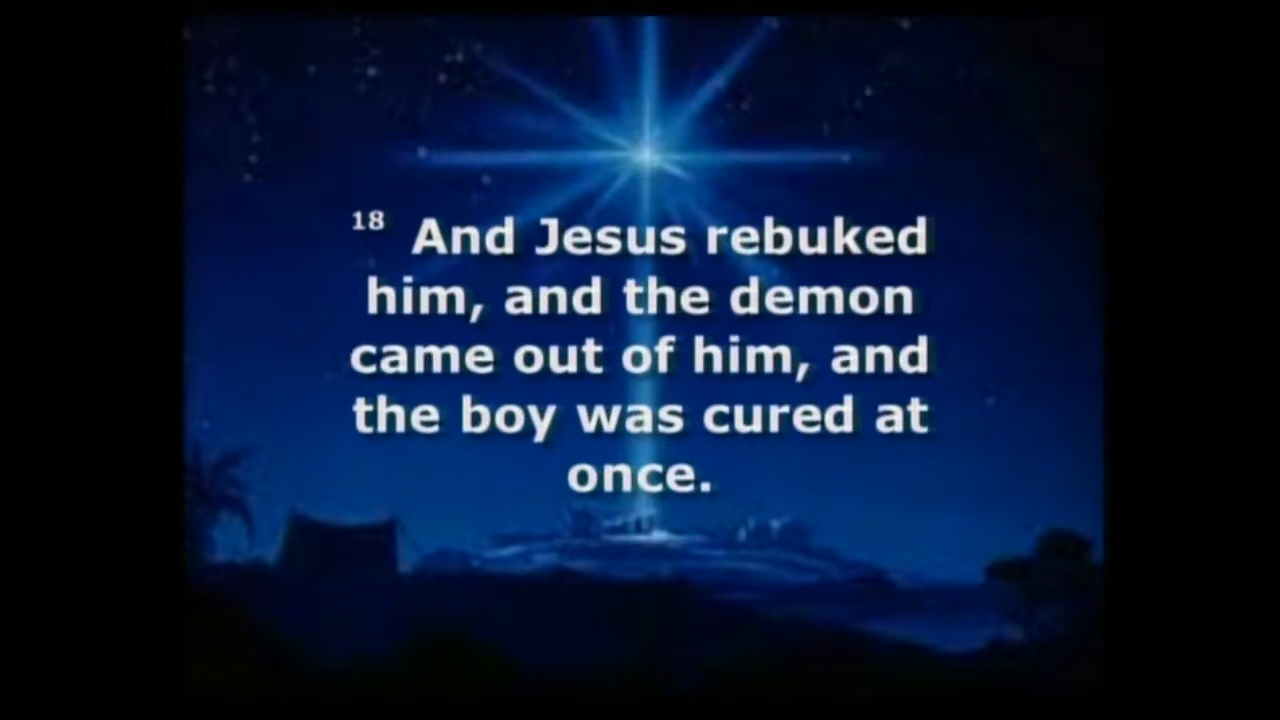 18 And Jesus rebuked
him, and the demon
came out of him, and
the boy was cured at
once.